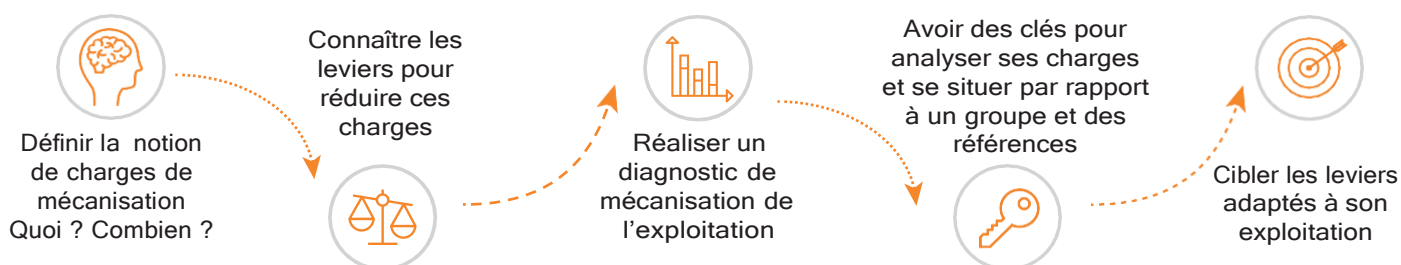 Définir la notion
de charges de
mécanisation
Quoi ? Combien ?
Connaître les
leviers pour
réduire ces
charges
Réaliser un
diagnostic de
mécanisation de
l’exploitation
Avoir des clés pour
analyser ses charges
et se situer par rapport
à un groupe et des
références
Cibler les leviers
adaptés à son
exploitation